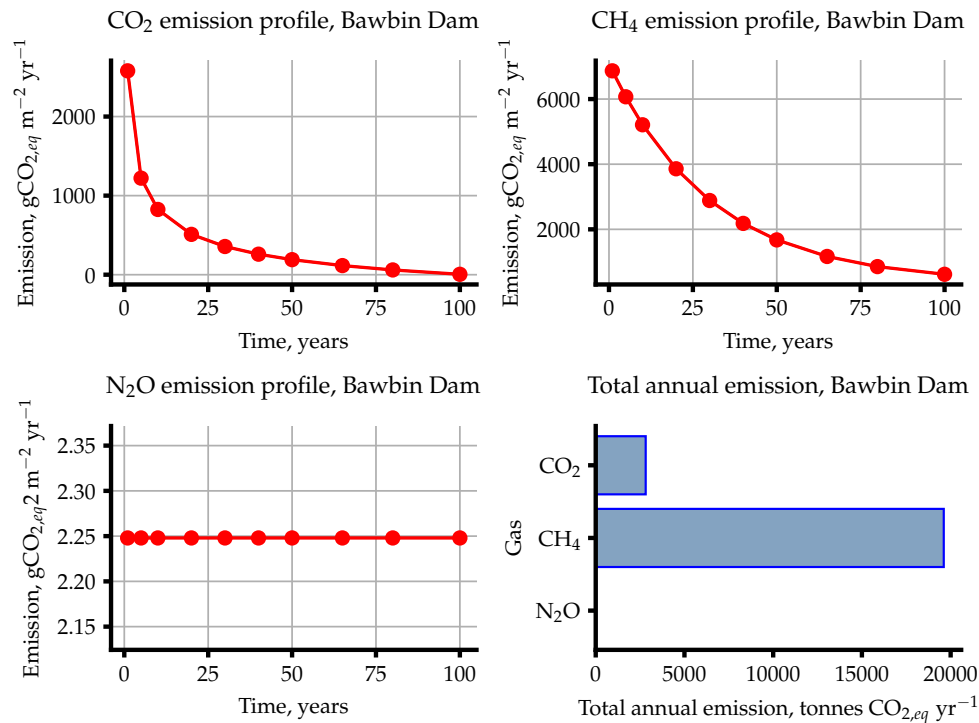 CO₂ emission profile, Bawbin Dam
Emission, gCO₂,eq m⁻² yr⁻¹
2000
1000
0
0 25 50 75 100
Time, years
CH₄ emission profile, Bawbin Dam
Emission, gCO₂,eq m⁻² yr⁻¹
6000
4000
2000
0 25 50 75 100
Time, years
N₂O emission profile, Bawbin Dam
Emission, gCO₂,eq2 m⁻² yr⁻¹
2.35
2.30
2.25
2.20
2.15
0 25 50 75 100
Time, years
Total annual emission, Bawbin Dam
Gas
CO₂
CH₄
N₂O
0 5000 10000 15000 20000
Total annual emission, tonnes CO₂,eq yr⁻¹